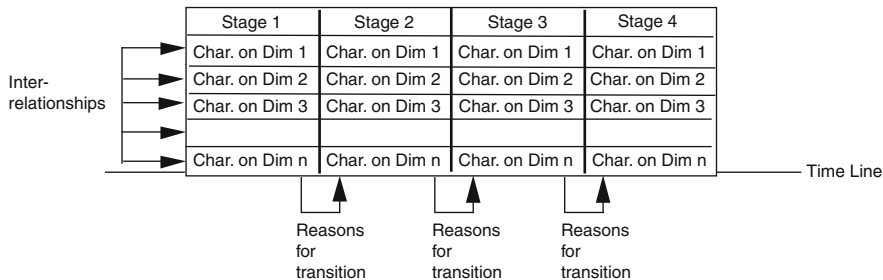 Stage 1 Stage 2 Stage 3 Stage 4
Char. on Dim 1 Char. on Dim 1 Char. on Dim 1 Char. on Dim 1
Char. on Dim 2 Char. on Dim 2 Char. on Dim 2 Char. on Dim 2
Char. on Dim 3 Char. on Dim 3 Char. on Dim 3 Char. on Dim 3
Char. on Dim n Char. on Dim n Char. on Dim n Char. on Dim n
Inter-
relationships
Time Line
Reasons
for
transition
Reasons
for
transition
Reasons
for
transition